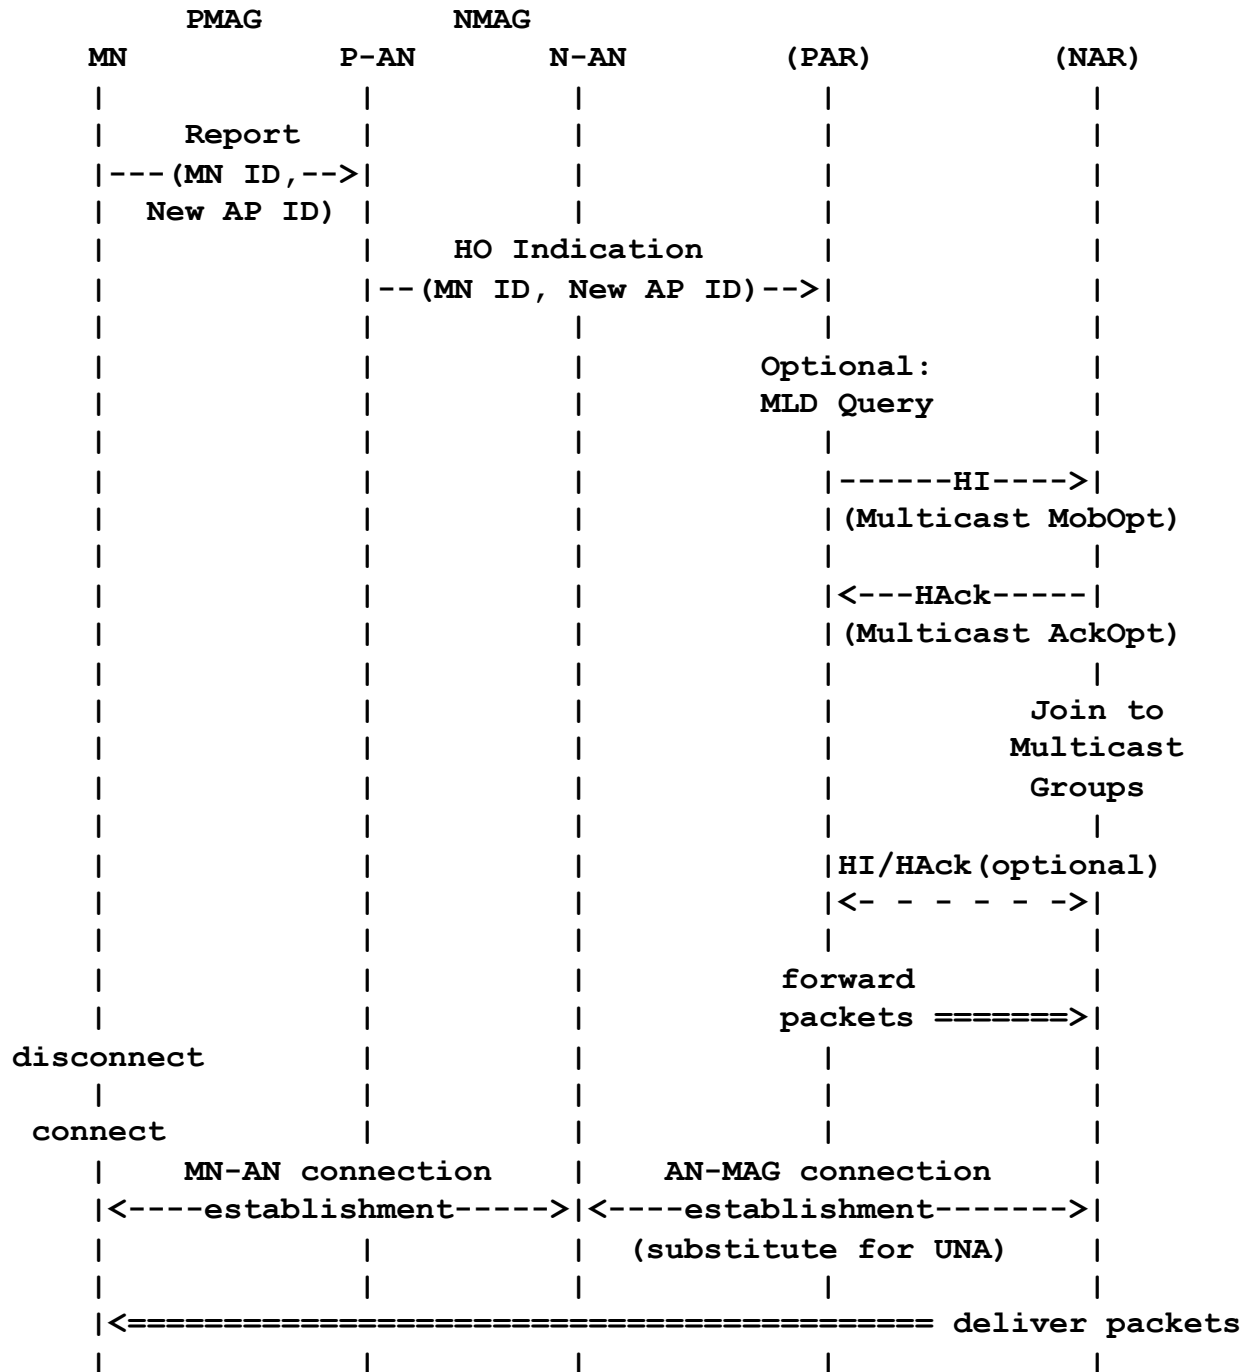 PMAG NMAG
MN P-AN N-AN (PAR) (NAR)
| | | | |
| Report | | | |
|---(MN ID,-->| | | |
| New AP ID) | | | |
| | HO Indication | |
| |--(MN ID, New AP ID)-->| |
| | | | |
| | | Optional: |
| | | MLD Query |
| | | | |
| | | |------HI---->|
| | | |(Multicast MobOpt)
| | | | |
| | | |<---HAck-----|
| | | |(Multicast AckOpt)
| | | | |
| | | | Join to
| | | | Multicast
| | | | Groups
| | | | |
| | | |HI/HAck(optional)
| | | |<- - - - - ->|
| | | | |
| | | forward |
| | | packets =======>|
disconnect | | | |
| | | | |
connect | | | |
| MN-AN connection | AN-MAG connection |
|<----establishment----->|<----establishment------->|
| | | (substitute for UNA) |
| | | | |
|<========================================== deliver packets
| | | | |